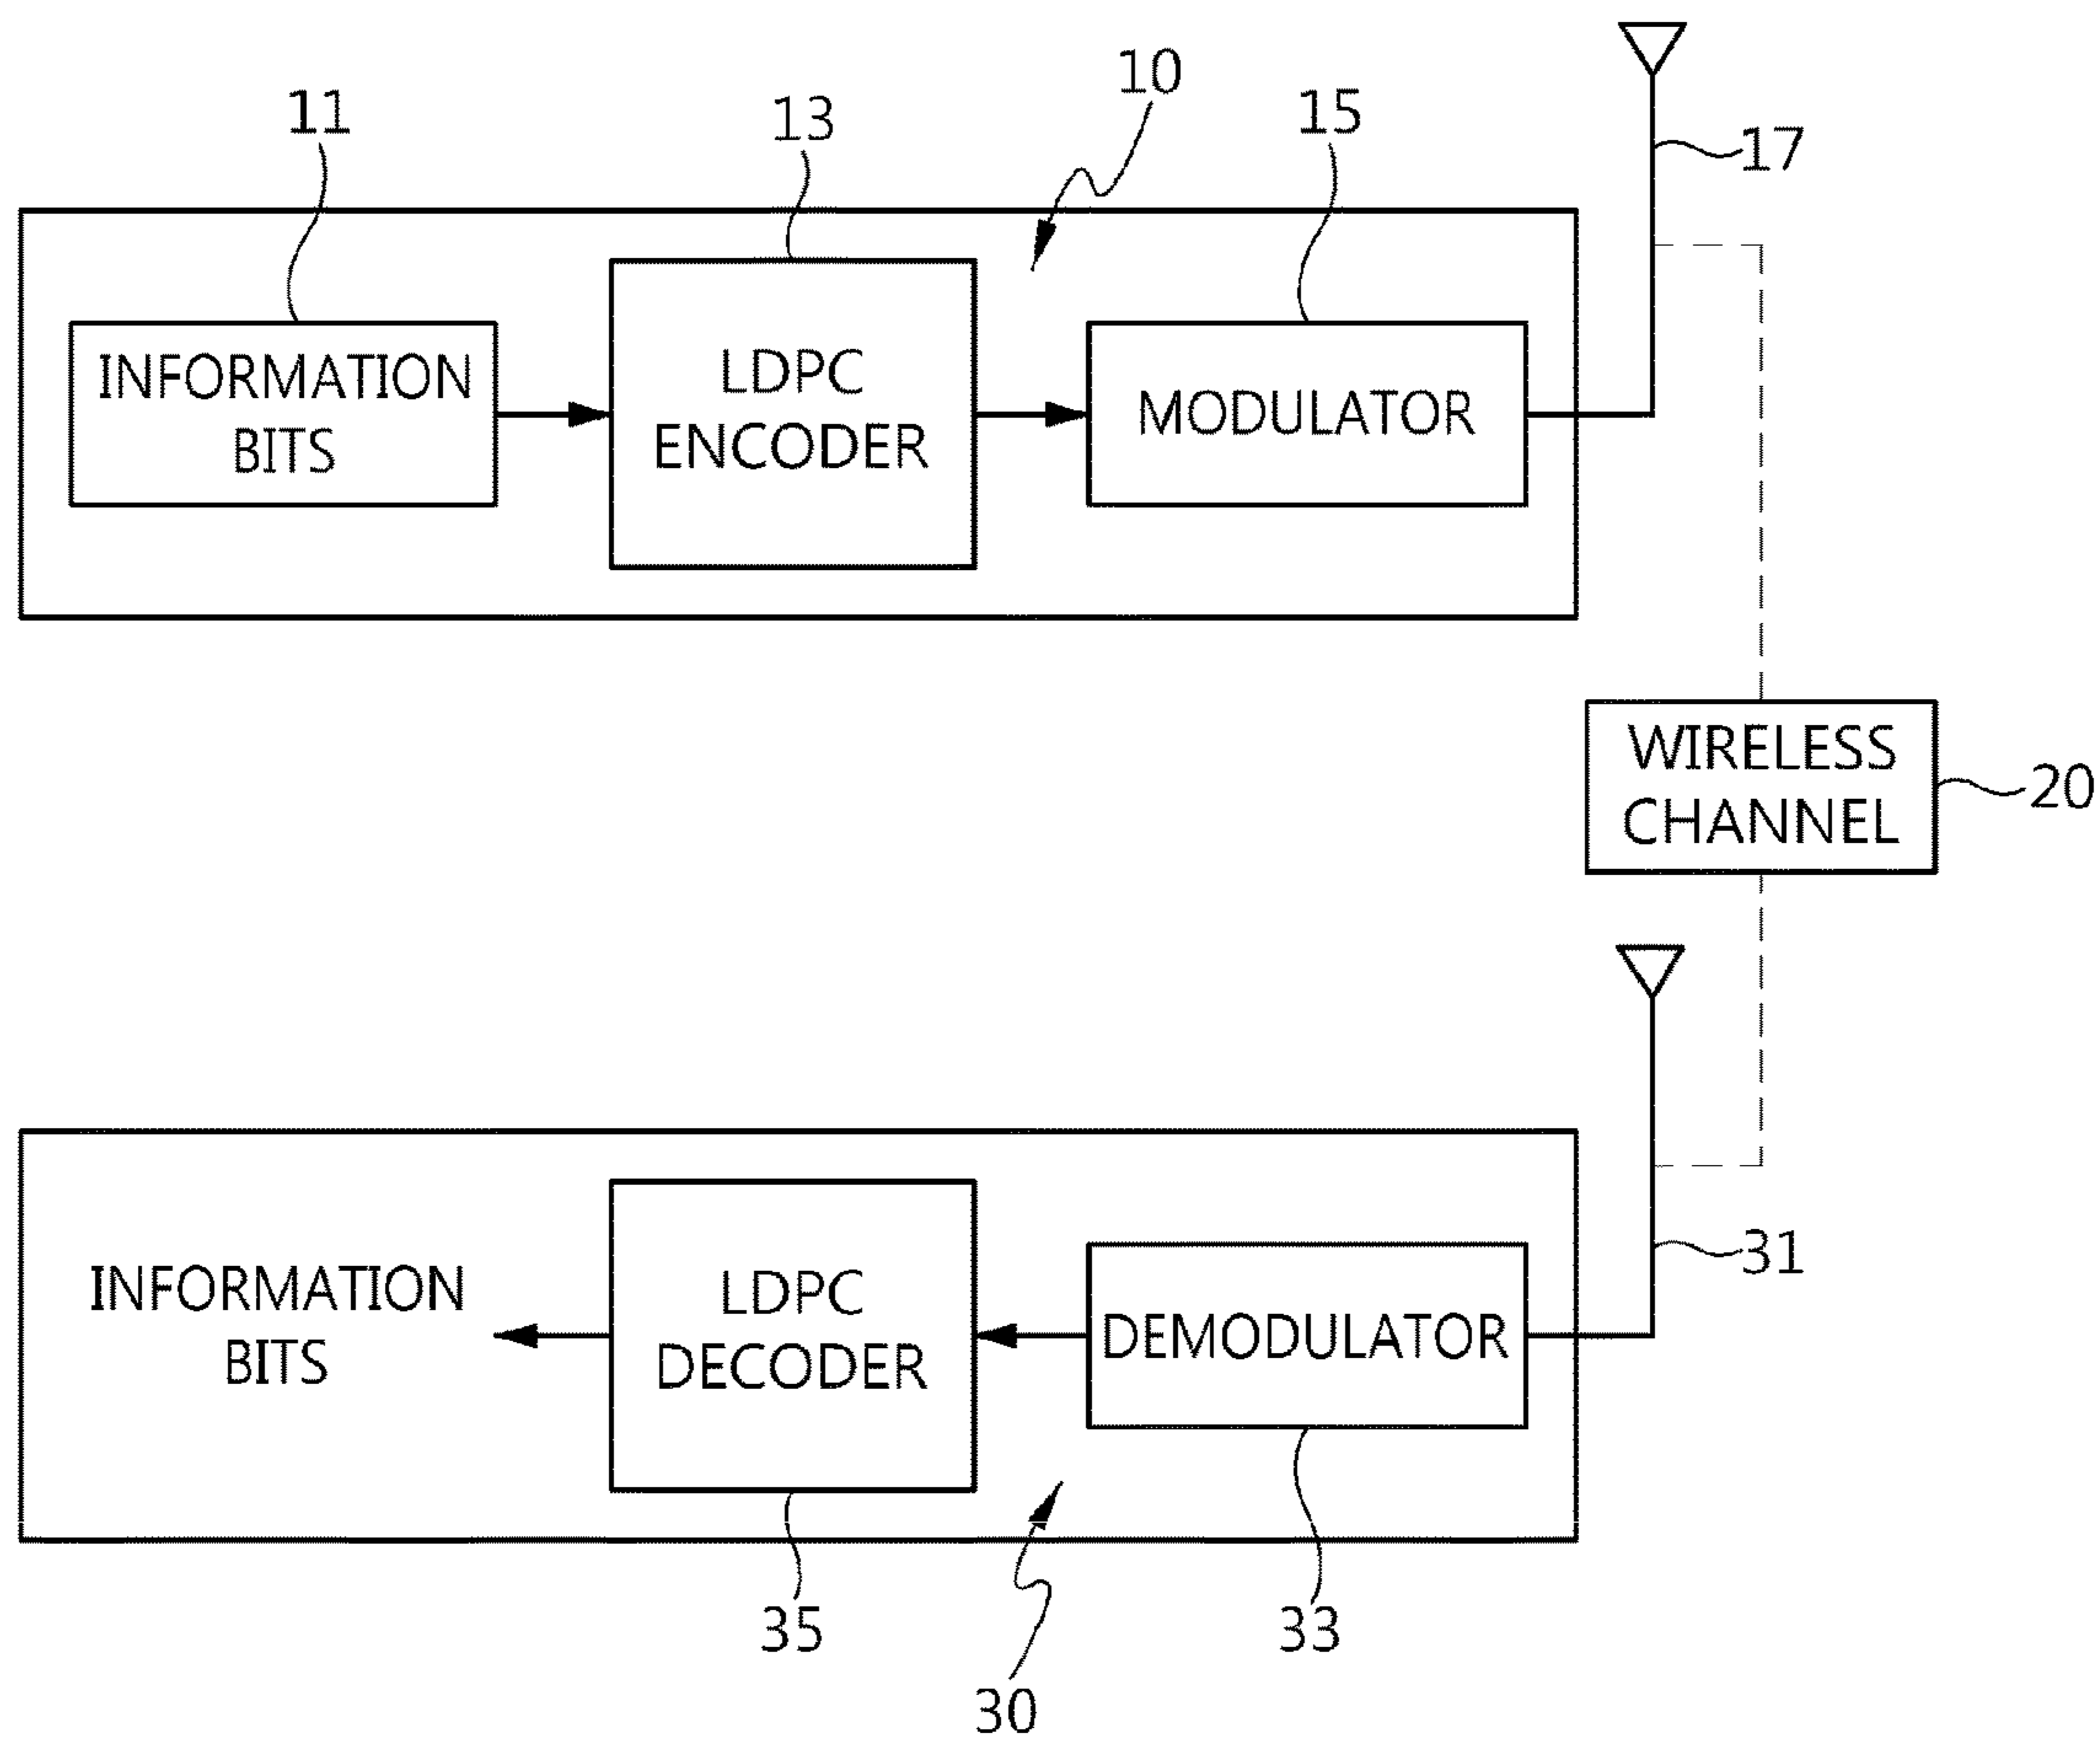 10
11
13
15
17
INFORMATION
BITS
LDPC
ENCODER
MODULATOR
WIRELESS
CHANNEL
20
31
INFORMATION
BITS
LDPC
DECODER
DEMODULATOR
35
33
30